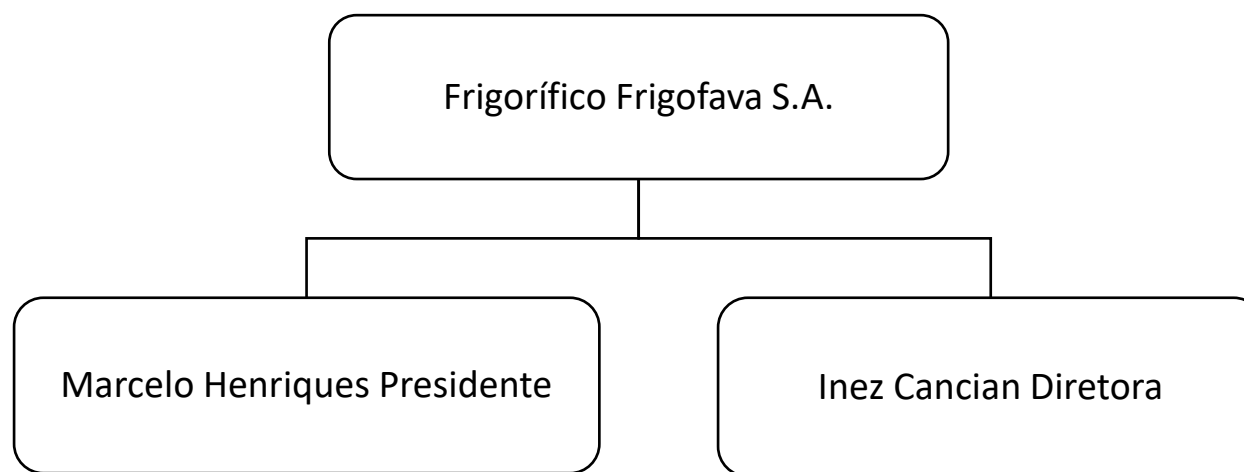 Frigorífico Frigofava S.A.
Marcelo Henriques Presidente
Inez Cancian Diretora